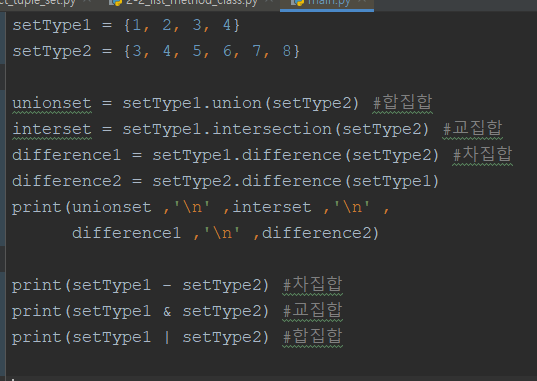 ct_tuple_set.py 2-2_list_method_class.py main.py
setType1 = {1, 2, 3, 4}
setType2 = {3, 4, 5, 6, 7, 8}
unionset = setType1.union(setType2) #합집합
interset = setType1.intersection(setType2) #교집합
difference1 = setType1.difference(setType2) #차집합
difference2 = setType2.difference(setType1)
print(unionset ,'\n' ,interset ,'\n' ,
difference1 ,'\n' ,difference2)
print(setType1 - setType2) #차집합
print(setType1 & setType2) #교집합
print(setType1 | setType2) #합집합